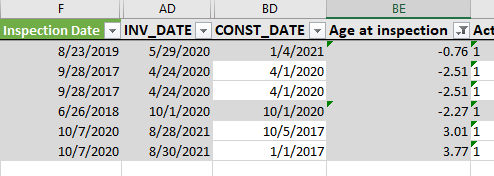 F AD BD BE
Inspection Date INV_DATE CONST_DATE Age at inspection Act
8/23/2019 5/29/2020 1/4/2021 -0.76 1
9/28/2017 4/24/2020 4/1/2020 -2.51 1
9/28/2017 4/24/2020 4/1/2020 -2.51 1
6/26/2018 10/1/2020 10/1/2020 -2.27 1
10/7/2020 8/28/2021 10/5/2017 3.01 1
10/7/2020 8/30/2021 1/1/2017 3.77 1